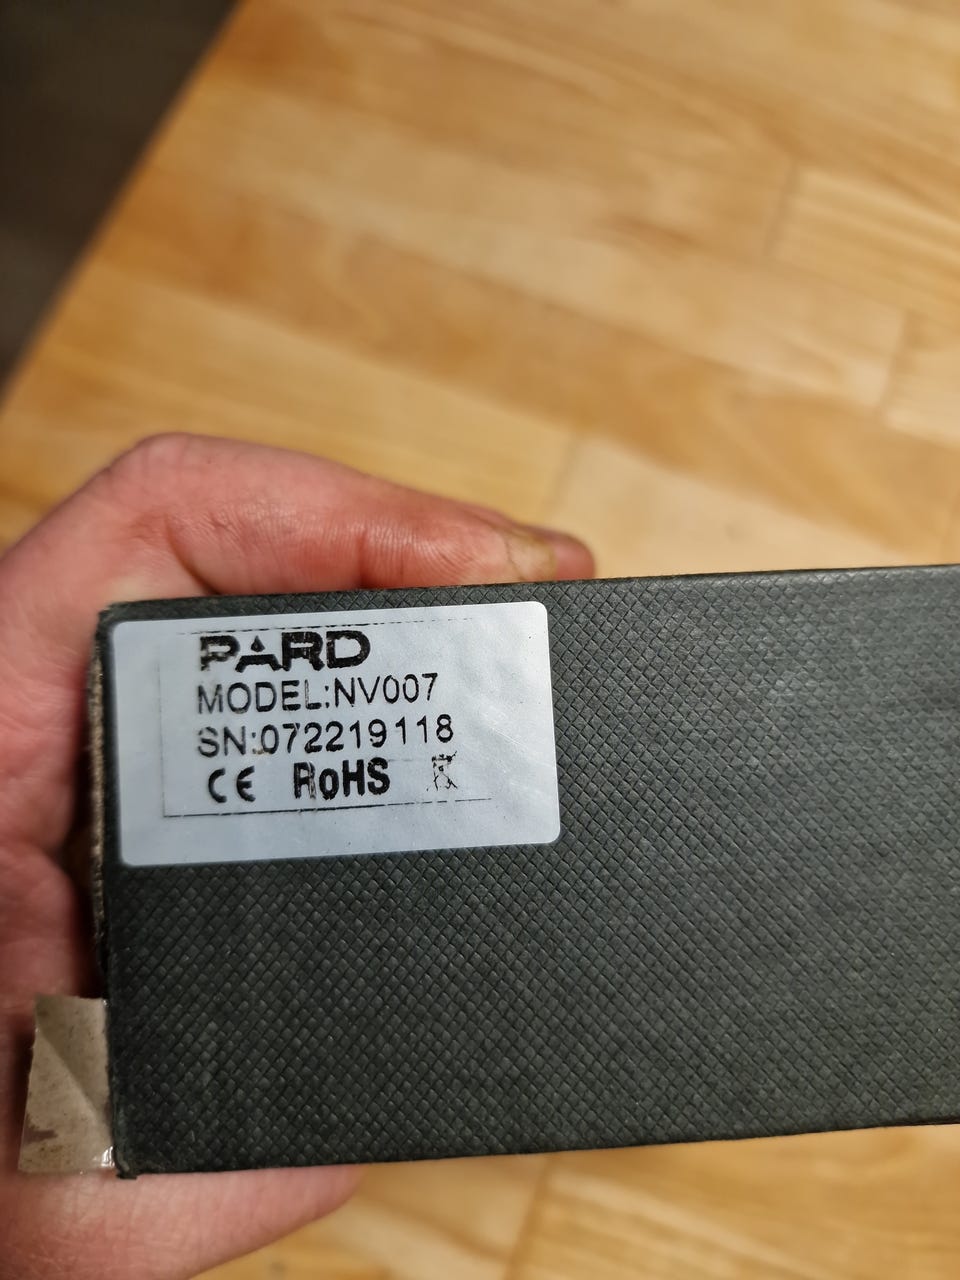 PARD
MODEL:NV007
SN:072219118
CE RoHS